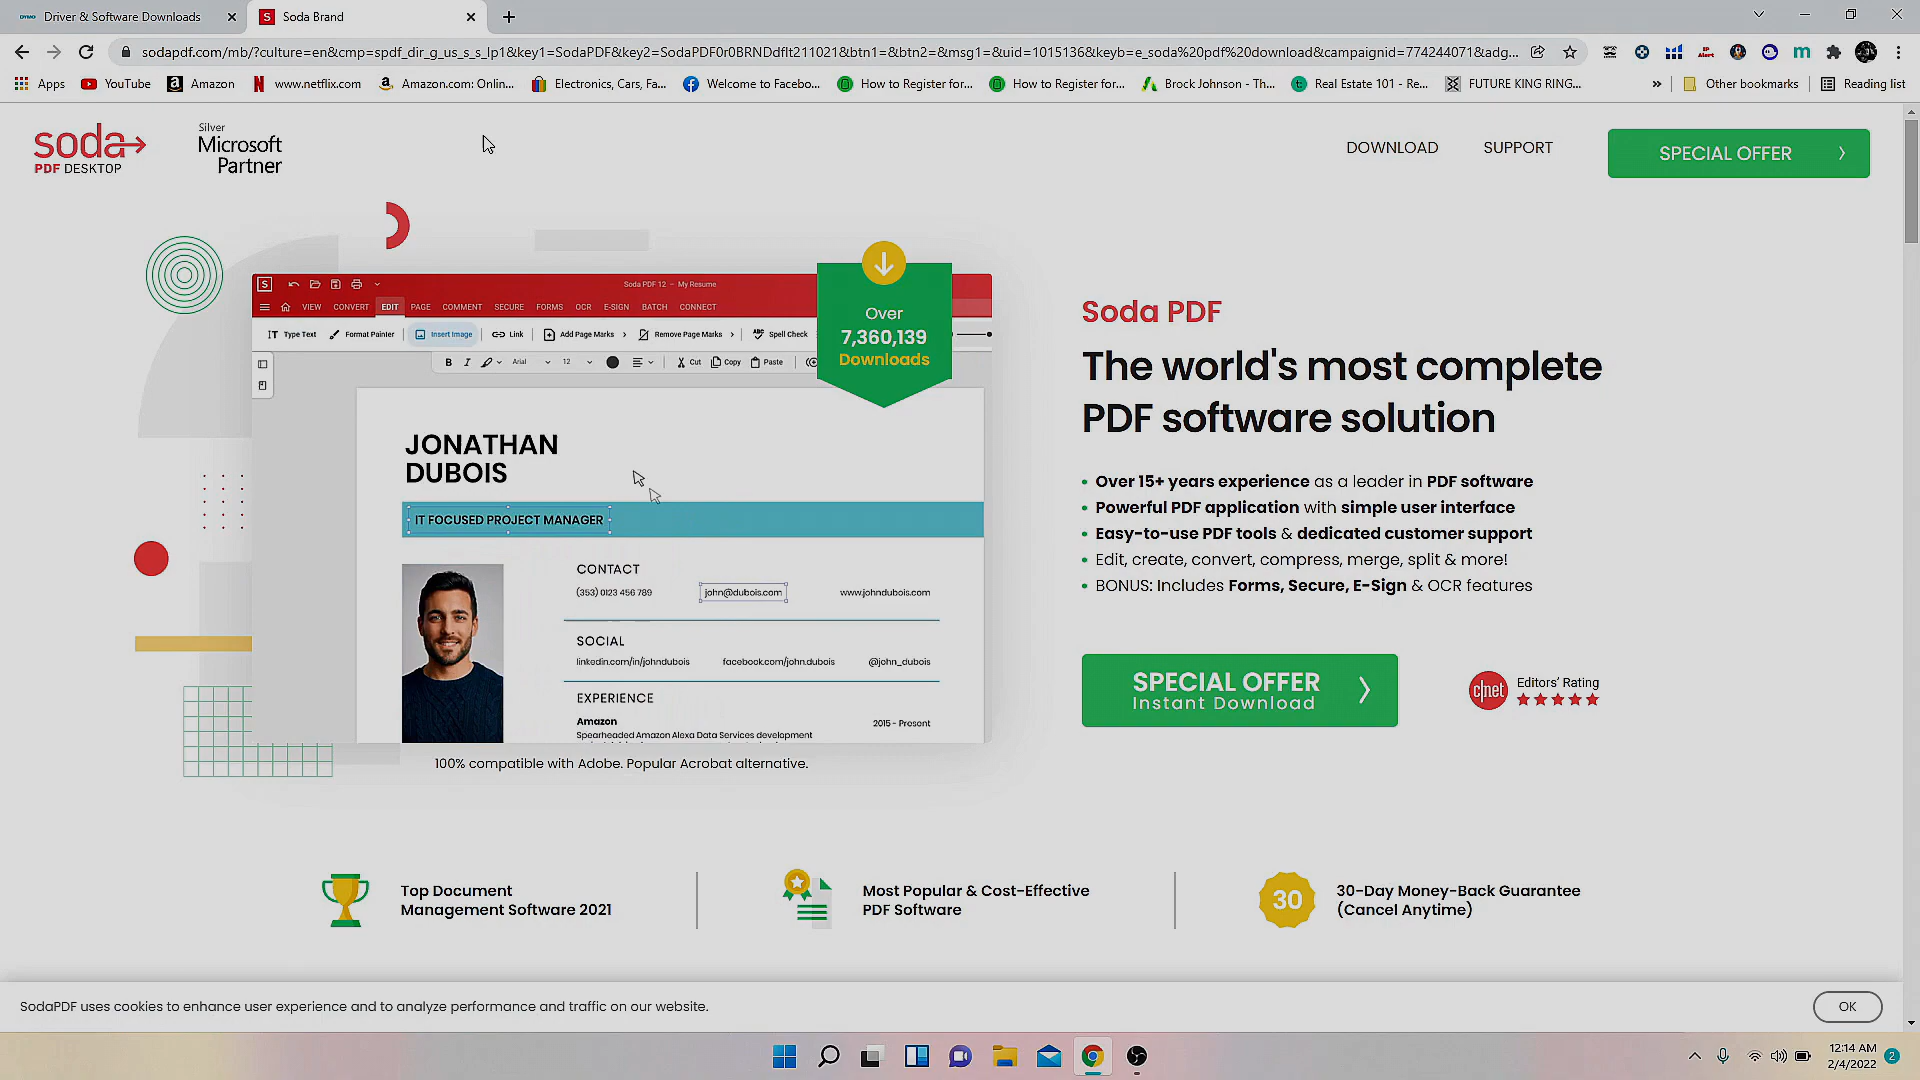 DYMO Driver & Software Downloads
S Soda Brand
sodapdf.com/mb/?culture=en&cmp=spdf_dir_g_us_s_s_lp1&key1=SodaPDF&key2=SodaPDF0r0BRNDdflt211021&btn1=&btn2=&msg1=&uid=1015136&keyb=e_soda%20pdf%20download&campaignid=774244071&adg...
Apps YouTube Amazon www.netflix.com Amazon.com: Onlin... Electronics, Cars, Fa... Welcome to Facebo... How to Register for... How to Register for... Brock Johnson - Th... Real Estate 101 - Re... FUTURE KING RING... » Other bookmarks Reading list
soda
PDF DESKTOP
Silver
Microsoft
Partner
DOWNLOAD SUPPORT SPECIAL OFFER
S Soda PDF 12 – My Resume
VIEW CONVERT EDIT PAGE COMMENT SECURE FORMS OCR E-SIGN BATCH CONNECT
Type Text Format Painter Insert Image Link Add Page Marks Remove Page Marks Spell Check
B I Arial 12 Cut Copy Paste
Over
7,360,139
Downloads
JONATHAN
DUBOIS
IT FOCUSED PROJECT MANAGER
CONTACT
(353) 0123 456 789 john@dubois.com www.johndubois.com
SOCIAL
linkedin.com/in/johndubois facebook.com/john.dubois @john_dubois
EXPERIENCE
Amazon 2015 - Present
Spearheaded Amazon Alexa Data Services development
100% compatible with Adobe. Popular Acrobat alternative.
Soda PDF
The world's most complete
PDF software solution
• Over 15+ years experience as a leader in PDF software
• Powerful PDF application with simple user interface
• Easy-to-use PDF tools & dedicated customer support
• Edit, create, convert, compress, merge, split & more!
• BONUS: Includes Forms, Secure, E-Sign & OCR features
SPECIAL OFFER
Instant Download
c|net Editors' Rating
Top Document
Management Software 2021
Most Popular & Cost-Effective
PDF Software
30
30-Day Money-Back Guarantee
(Cancel Anytime)
SodaPDF uses cookies to enhance user experience and to analyze performance and traffic on our website.
OK
12:14 AM
2/4/2022
2